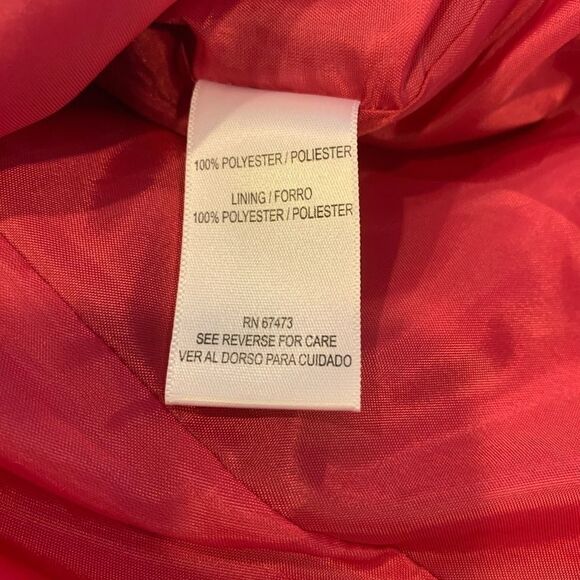 100% POLYESTER / POLIESTER
LINING / FORRO
100% POLYESTER / POLIESTER
RN 67473
SEE REVERSE FOR CARE
VER AL DORSO PARA CUIDADO